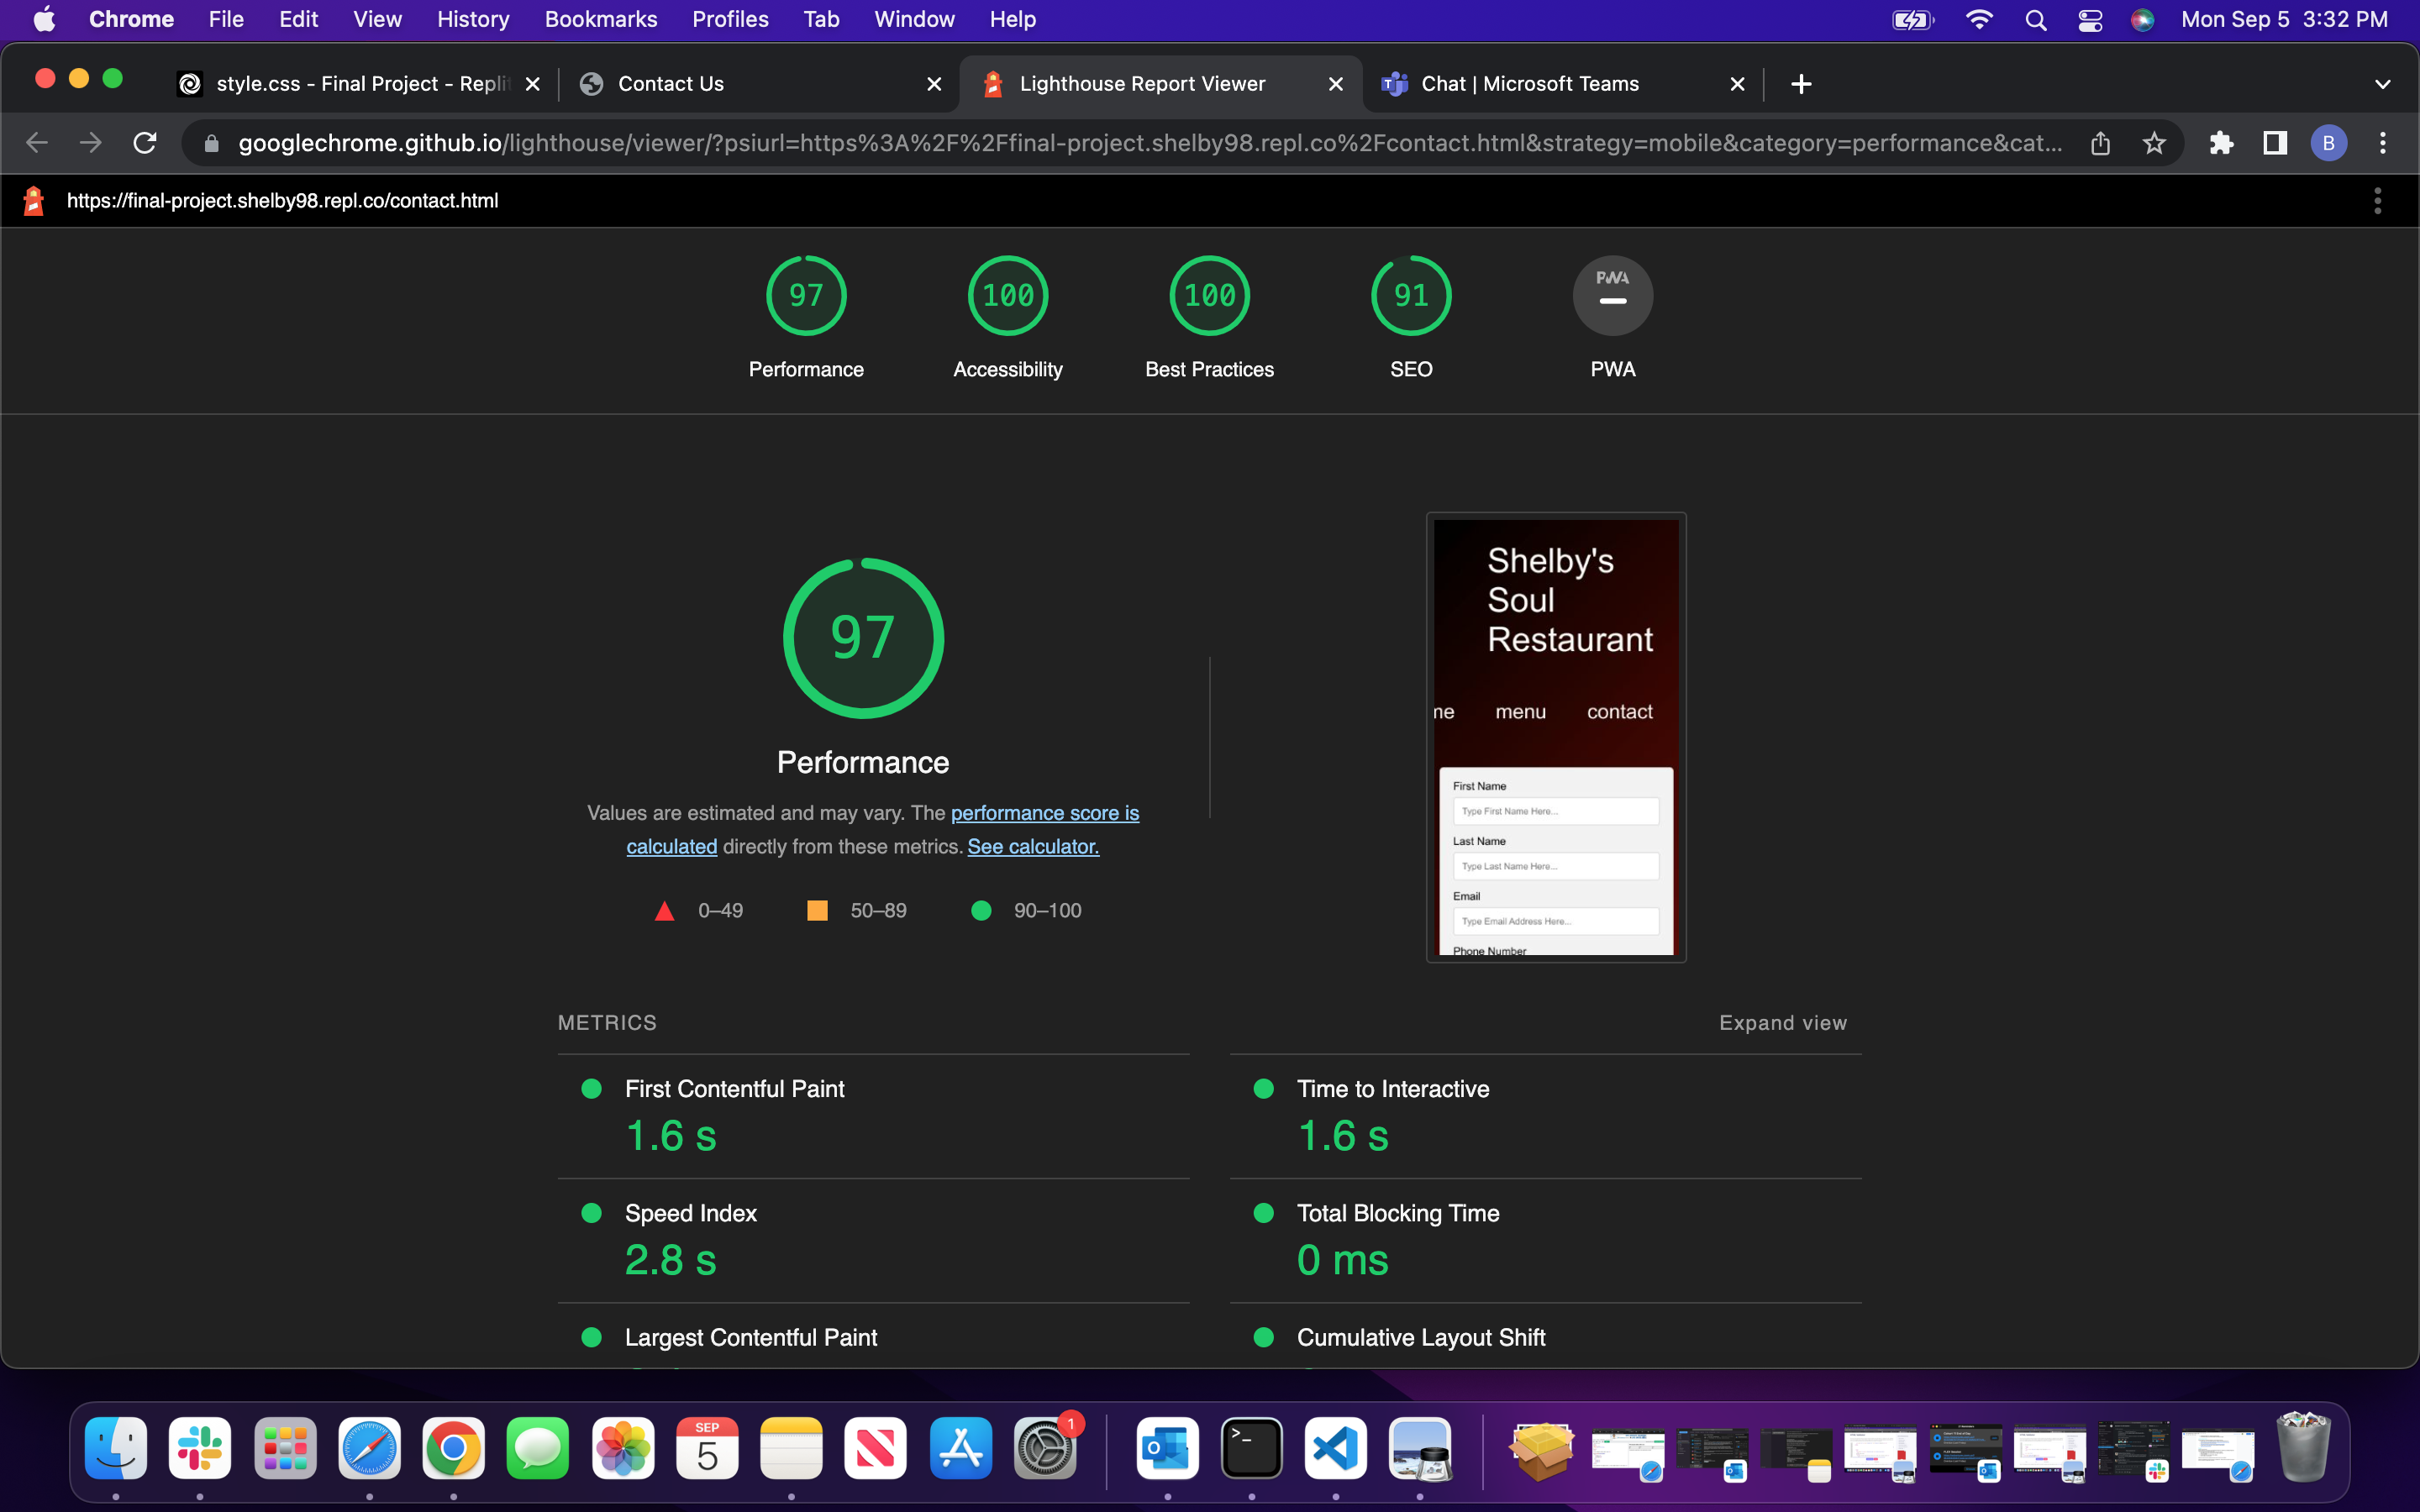 Chrome File Edit View History Bookmarks Profiles Tab Window Help Mon Sep 5 3:32 PM
style.css - Final Project - Replit Contact Us Lighthouse Report Viewer Chat | Microsoft Teams
googlechrome.github.io/lighthouse/viewer/?psiurl=https%3A%2F%2Ffinal-project.shelby98.repl.co%2Fcontact.html&strategy=mobile&category=performance&cat... B
https://final-project.shelby98.repl.co/contact.html
97 100 100 91 PWA
Performance Accessibility Best Practices SEO PWA
Shelby's
Soul
Restaurant
me menu contact
First Name
Type First Name Here...
Last Name
Type Last Name Here...
Email
Type Email Address Here...
Phone Number
97
Performance
Values are estimated and may vary. The performance score is
calculated directly from these metrics. See calculator.
0–49 50–89 90–100
METRICS Expand view
First Contentful Paint
1.6 s
Time to Interactive
1.6 s
Speed Index
2.8 s
Total Blocking Time
0 ms
Largest Contentful Paint
Cumulative Layout Shift
SEP
5
1